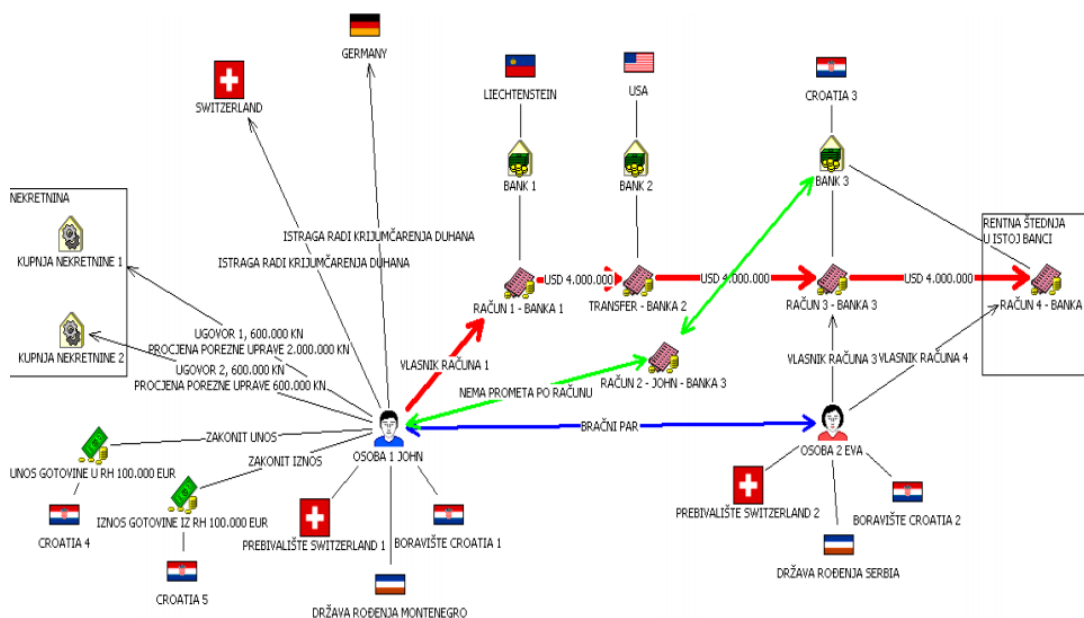 GERMANY
SWITZERLAND
LIECHTENSTEIN
USA
CROATIA 3
BANK 1
BANK 2
BANK 3
NEKRETNINA
KUPNJA NEKRETNINE 1
KUPNJA NEKRETNINE 2
ISTRAGA RADI KRIJUMČARENJA DUHANA
ISTRAGA RADI KRIJUMČARENJA DUHANA
RENTNA ŠTEDNJA
U ISTOJ BANCI
USD 4.000.000
USD 4.000.000
USD 4.000.000
RAČUN 1 - BANKA 1
TRANSFER - BANKA 2
RAČUN 3 - BANKA 3
RAČUN 4 - BANKA
UGOVOR 1, 600.000 KN
PROCJENA POREZNE UPRAVE 2.000.000 KN
UGOVOR 2, 600.000 KN
PROCJENA POREZNE UPRAVE 600.000 KN
VLASNIK RAČUNA 1
VLASNIK RAČUNA 3
VLASNIK RAČUNA 4
RAČUN 2 - JOHN - BANKA 3
NEMA PROMETA PO RAČUNU
BRAČNI PAR
ZAKONIT UNOS
ZAKONIT IZNOS
OSOBA 1 JOHN
OSOBA 2 EVA
UNOS GOTOVINE U RH 100.000 EUR
IZNOS GOTOVINE IZ RH 100.000 EUR
CROATIA 4
CROATIA 5
PREBIVALIŠTE SWITZERLAND 1
BORAVIŠTE CROATIA 1
DRŽAVA ROĐENJA MONTENEGRO
PREBIVALIŠTE SWITZERLAND 2
BORAVIŠTE CROATIA 2
DRŽAVA ROĐENJA SERBIA